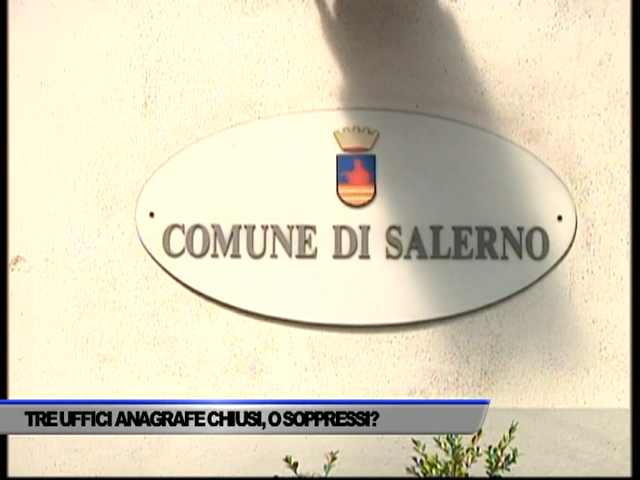 COMUNE DI SALERNO
TRE UFFICI ANAGRAFE CHIUSI, O SOPPRESSI?